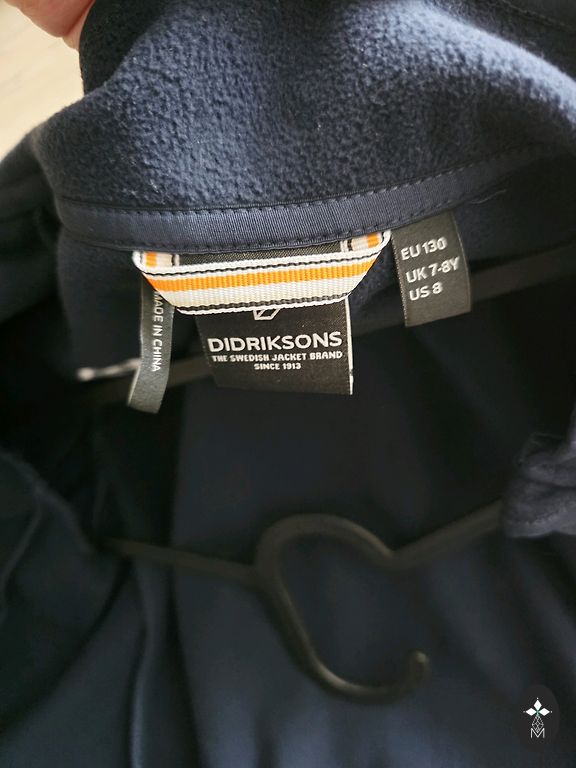 EU 130
UK 7-8Y
US 8
MADE IN CHINA
DIDRIKSONS
THE SWEDISH JACKET BRAND
SINCE 1913
M